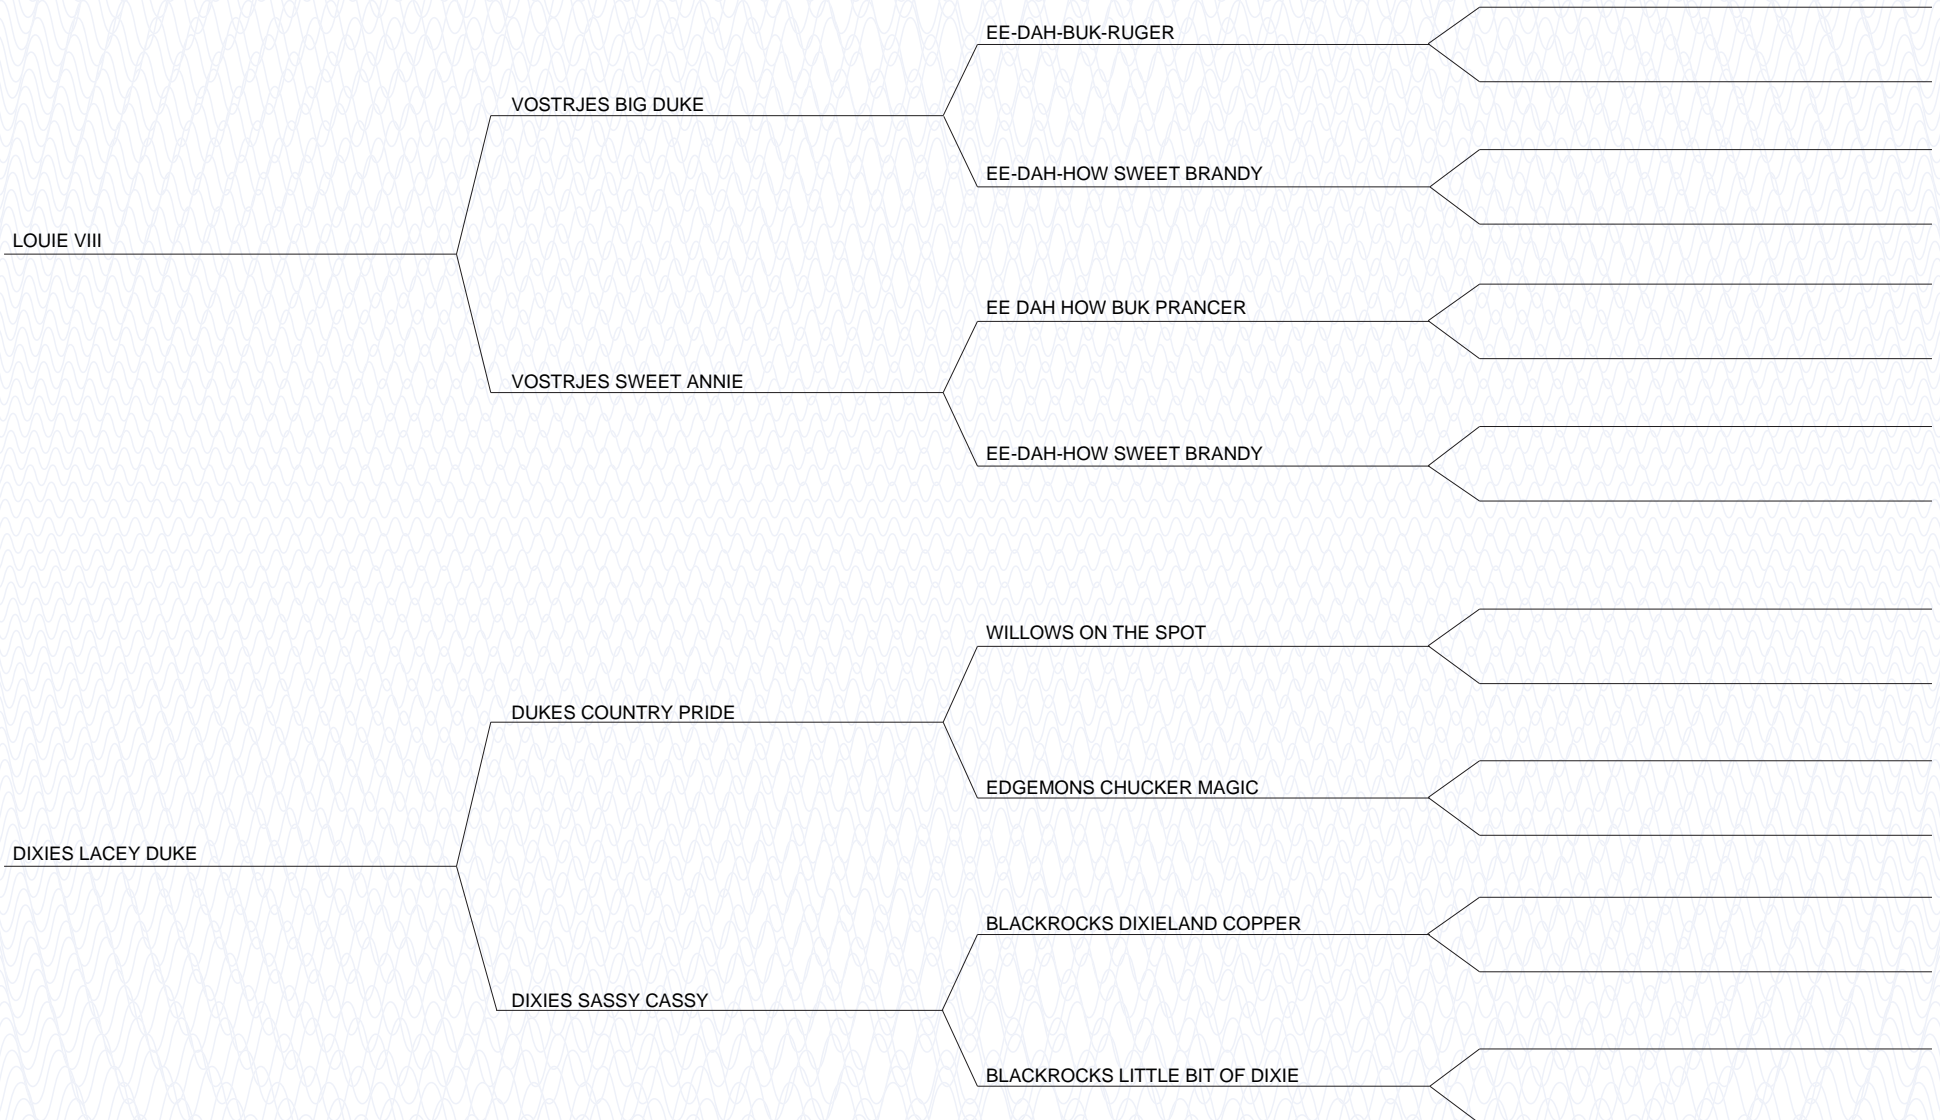 EE-DAH-BUK-RUGER
VOSTRJES BIG DUKE
EE-DAH-HOW SWEET BRANDY
LOUIE VIII
EE DAH HOW BUK PRANCER
VOSTRJES SWEET ANNIE
EE-DAH-HOW SWEET BRANDY
WILLOWS ON THE SPOT
DUKES COUNTRY PRIDE
EDGEMONS CHUCKER MAGIC
DIXIES LACEY DUKE
BLACKROCKS DIXIELAND COPPER
DIXIES SASSY CASSY
BLACKROCKS LITTLE BIT OF DIXIE